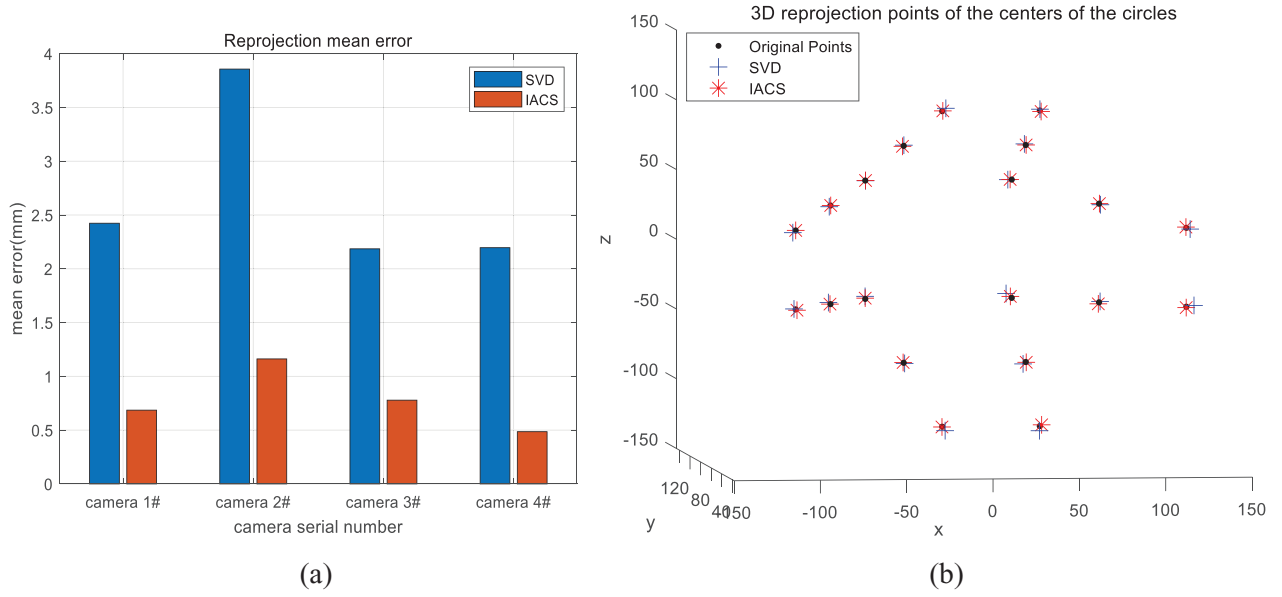 Reprojection mean error
4
3.5
3
2.5
2
1.5
1
0.5
0
mean error(mm)
SVD
IACS
camera 1#
camera 2#
camera 3#
camera 4#
camera serial number
(a)
3D reprojection points of the centers of the circles
150
100
50
0
-50
-100
-150
z
Original Points
SVD
IACS
120
80
40
y
-150
-100
-50
0
50
100
150
x
(b)